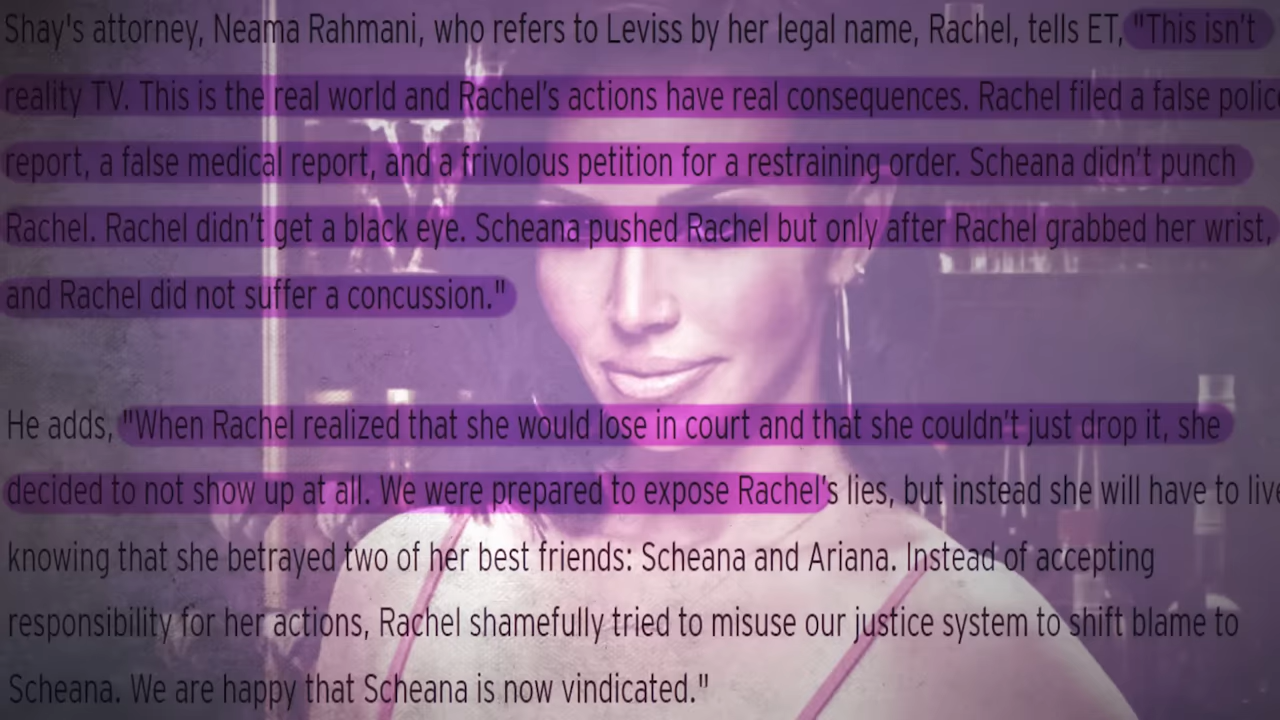 Shay's attorney, Neama Rahmani, who refers to Leviss by her legal name, Rachel, tells ET, "This isn't
reality TV. This is the real world and Rachel's actions have real consequences. Rachel filed a false polic
report, a false medical report, and a frivolous petition for a restraining order. Scheana didn't punch
Rachel. Rachel didn't get a black eye. Scheana pushed Rachel but only after Rachel grabbed her wrist,
and Rachel did not suffer a concussion."
He adds, "When Rachel realized that she would lose in court and that she couldn't just drop it, she
decided to not show up at all. We were prepared to expose Rachel's lies, but instead she will have to live
knowing that she betrayed two of her best friends: Scheana and Ariana. Instead of accepting
responsibility for her actions, Rachel shamefully tried to misuse our justice system to shift blame to
Scheana. We are happy that Scheana is now vindicated."